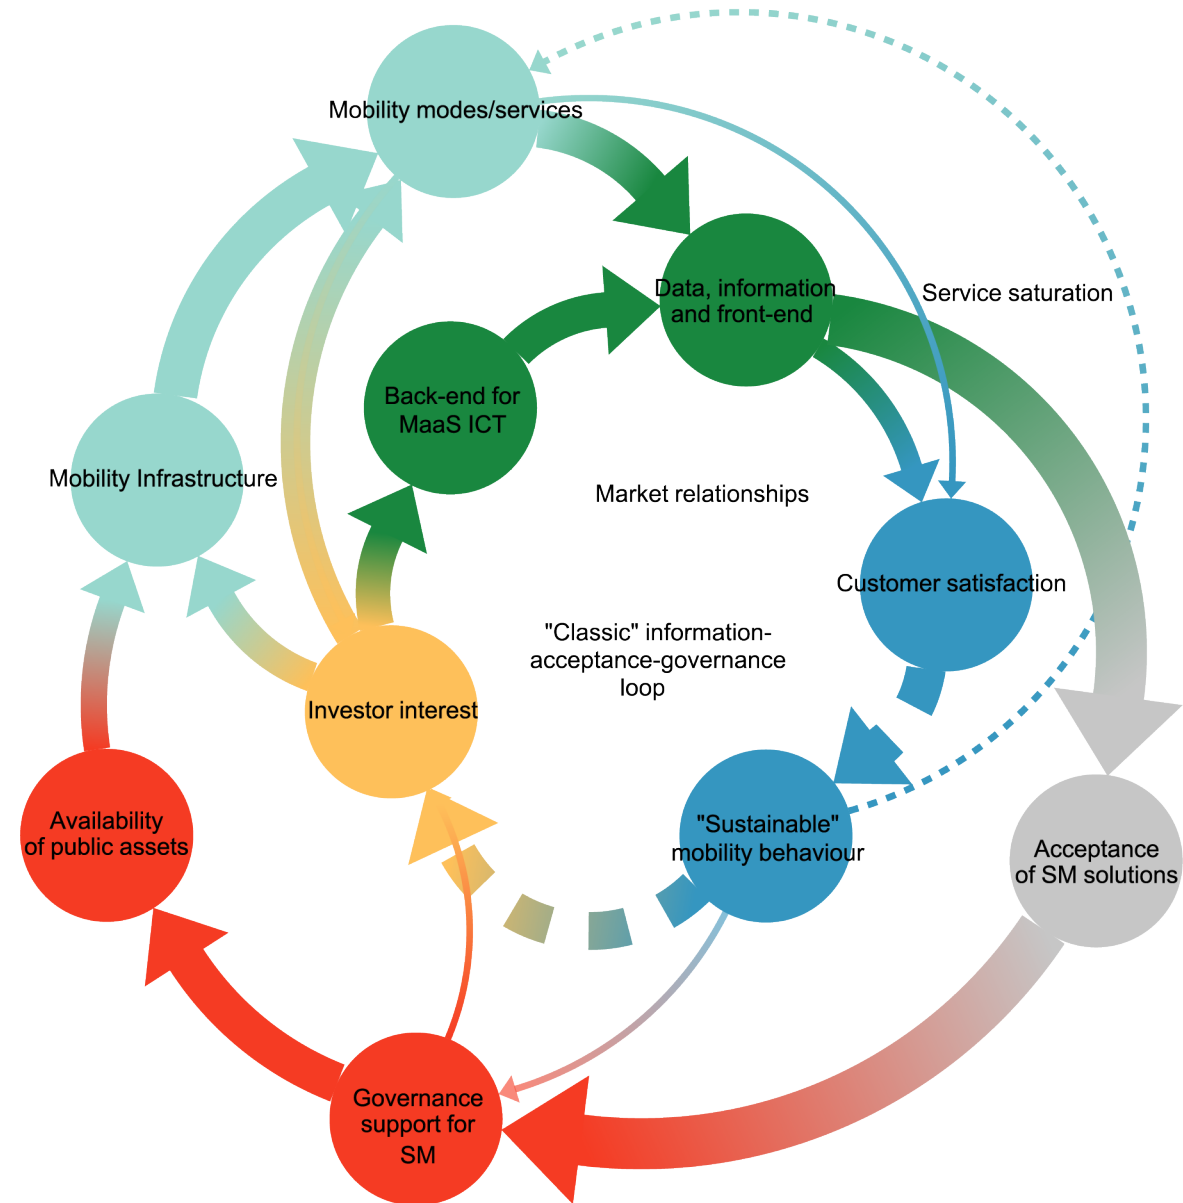 Mobility modes/services
Data, information
and front-end
Service saturation
Back-end for
MaaS ICT
Mobility Infrastructure
Market relationships
Customer satisfaction
"Classic" information-
acceptance-governance
loop
Investor interest
Availability
of public assets
"Sustainable"
mobility behaviour
Acceptance
of SM solutions
Governance
support for
SM